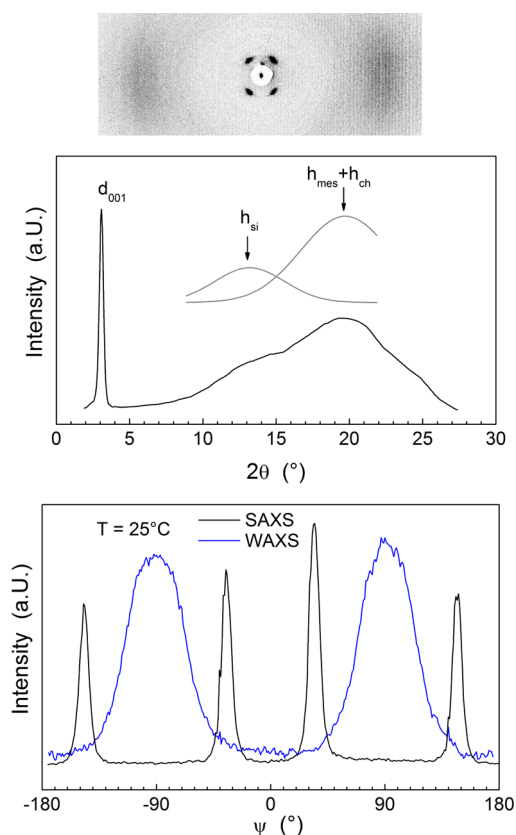 d001
hsi
hmes+hch
Intensity (a.U.)
0 5 10 15 20 25 30
2θ (°)
T = 25°C
SAXS
WAXS
Intensity (a.U.)
-180 -90 0 90 180
ψ (°)